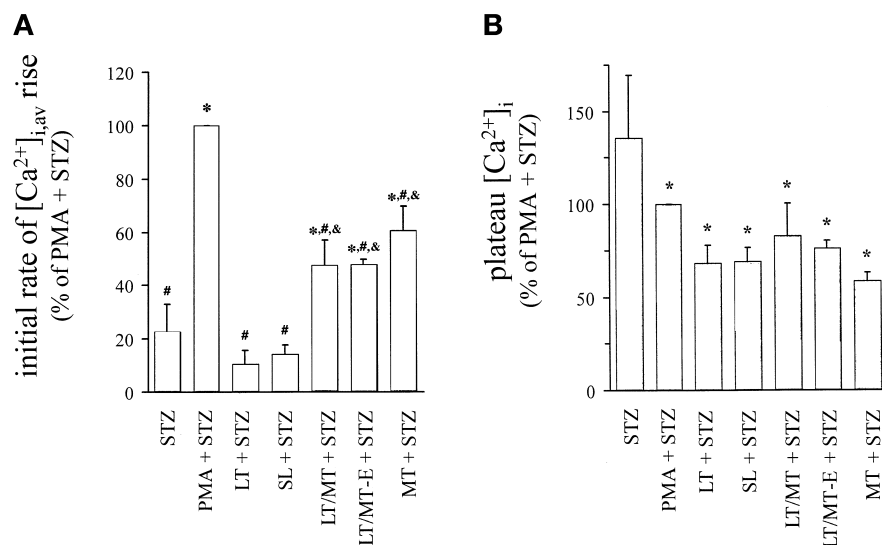 A
initial rate of [Ca2+]i,av rise
(% of PMA + STZ)
120
100
80
60
40
20
0
#
*
#
#
*,#,&
*,#,&
*,#,&
STZ
PMA + STZ
LT + STZ
SL + STZ
LT/MT + STZ
LT/MT-E + STZ
MT + STZ
B
plateau [Ca2+]i
(% of PMA + STZ)
150
100
50
0
*
*
*
*
*
*
STZ
PMA + STZ
LT + STZ
SL + STZ
LT/MT + STZ
LT/MT-E + STZ
MT + STZ